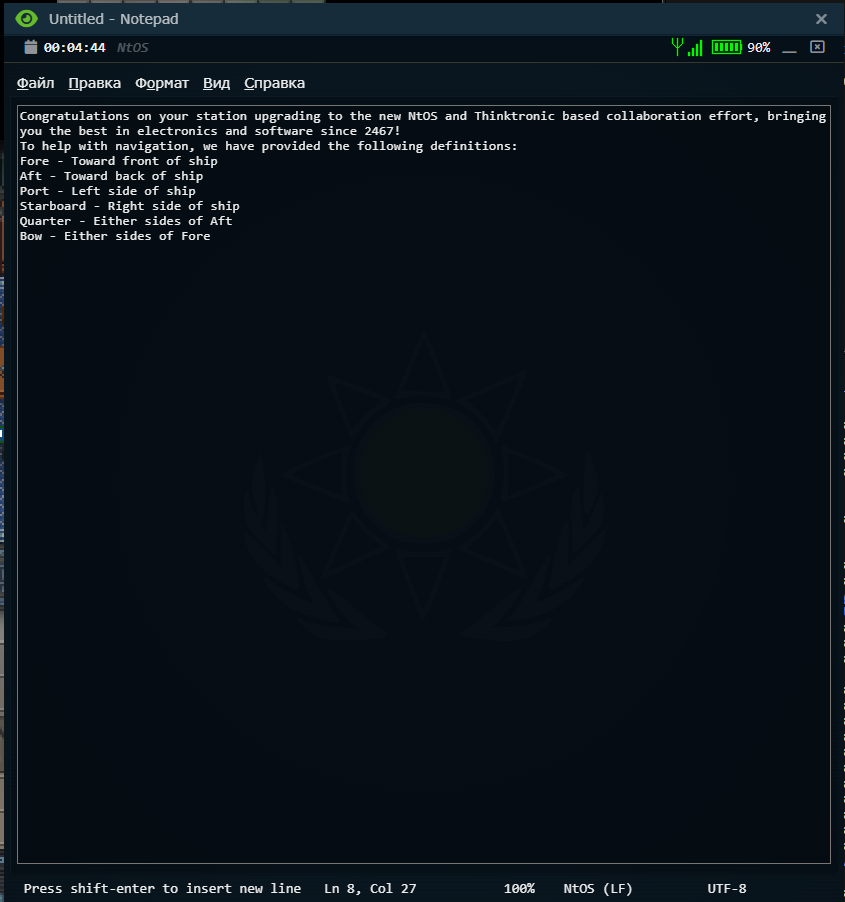 Untitled - Notepad
00:04:44 NtOS 90%
Файл Правка Формат Вид Справка
Congratulations on your station upgrading to the new NtOS and Thinktronic based collaboration effort, bringing
you the best in electronics and software since 2467!
To help with navigation, we have provided the following definitions:
Fore - Toward front of ship
Aft - Toward back of ship
Port - Left side of ship
Starboard - Right side of ship
Quarter - Either sides of Aft
Bow - Either sides of Fore
Press shift-enter to insert new line Ln 8, Col 27 100% NtOS (LF) UTF-8